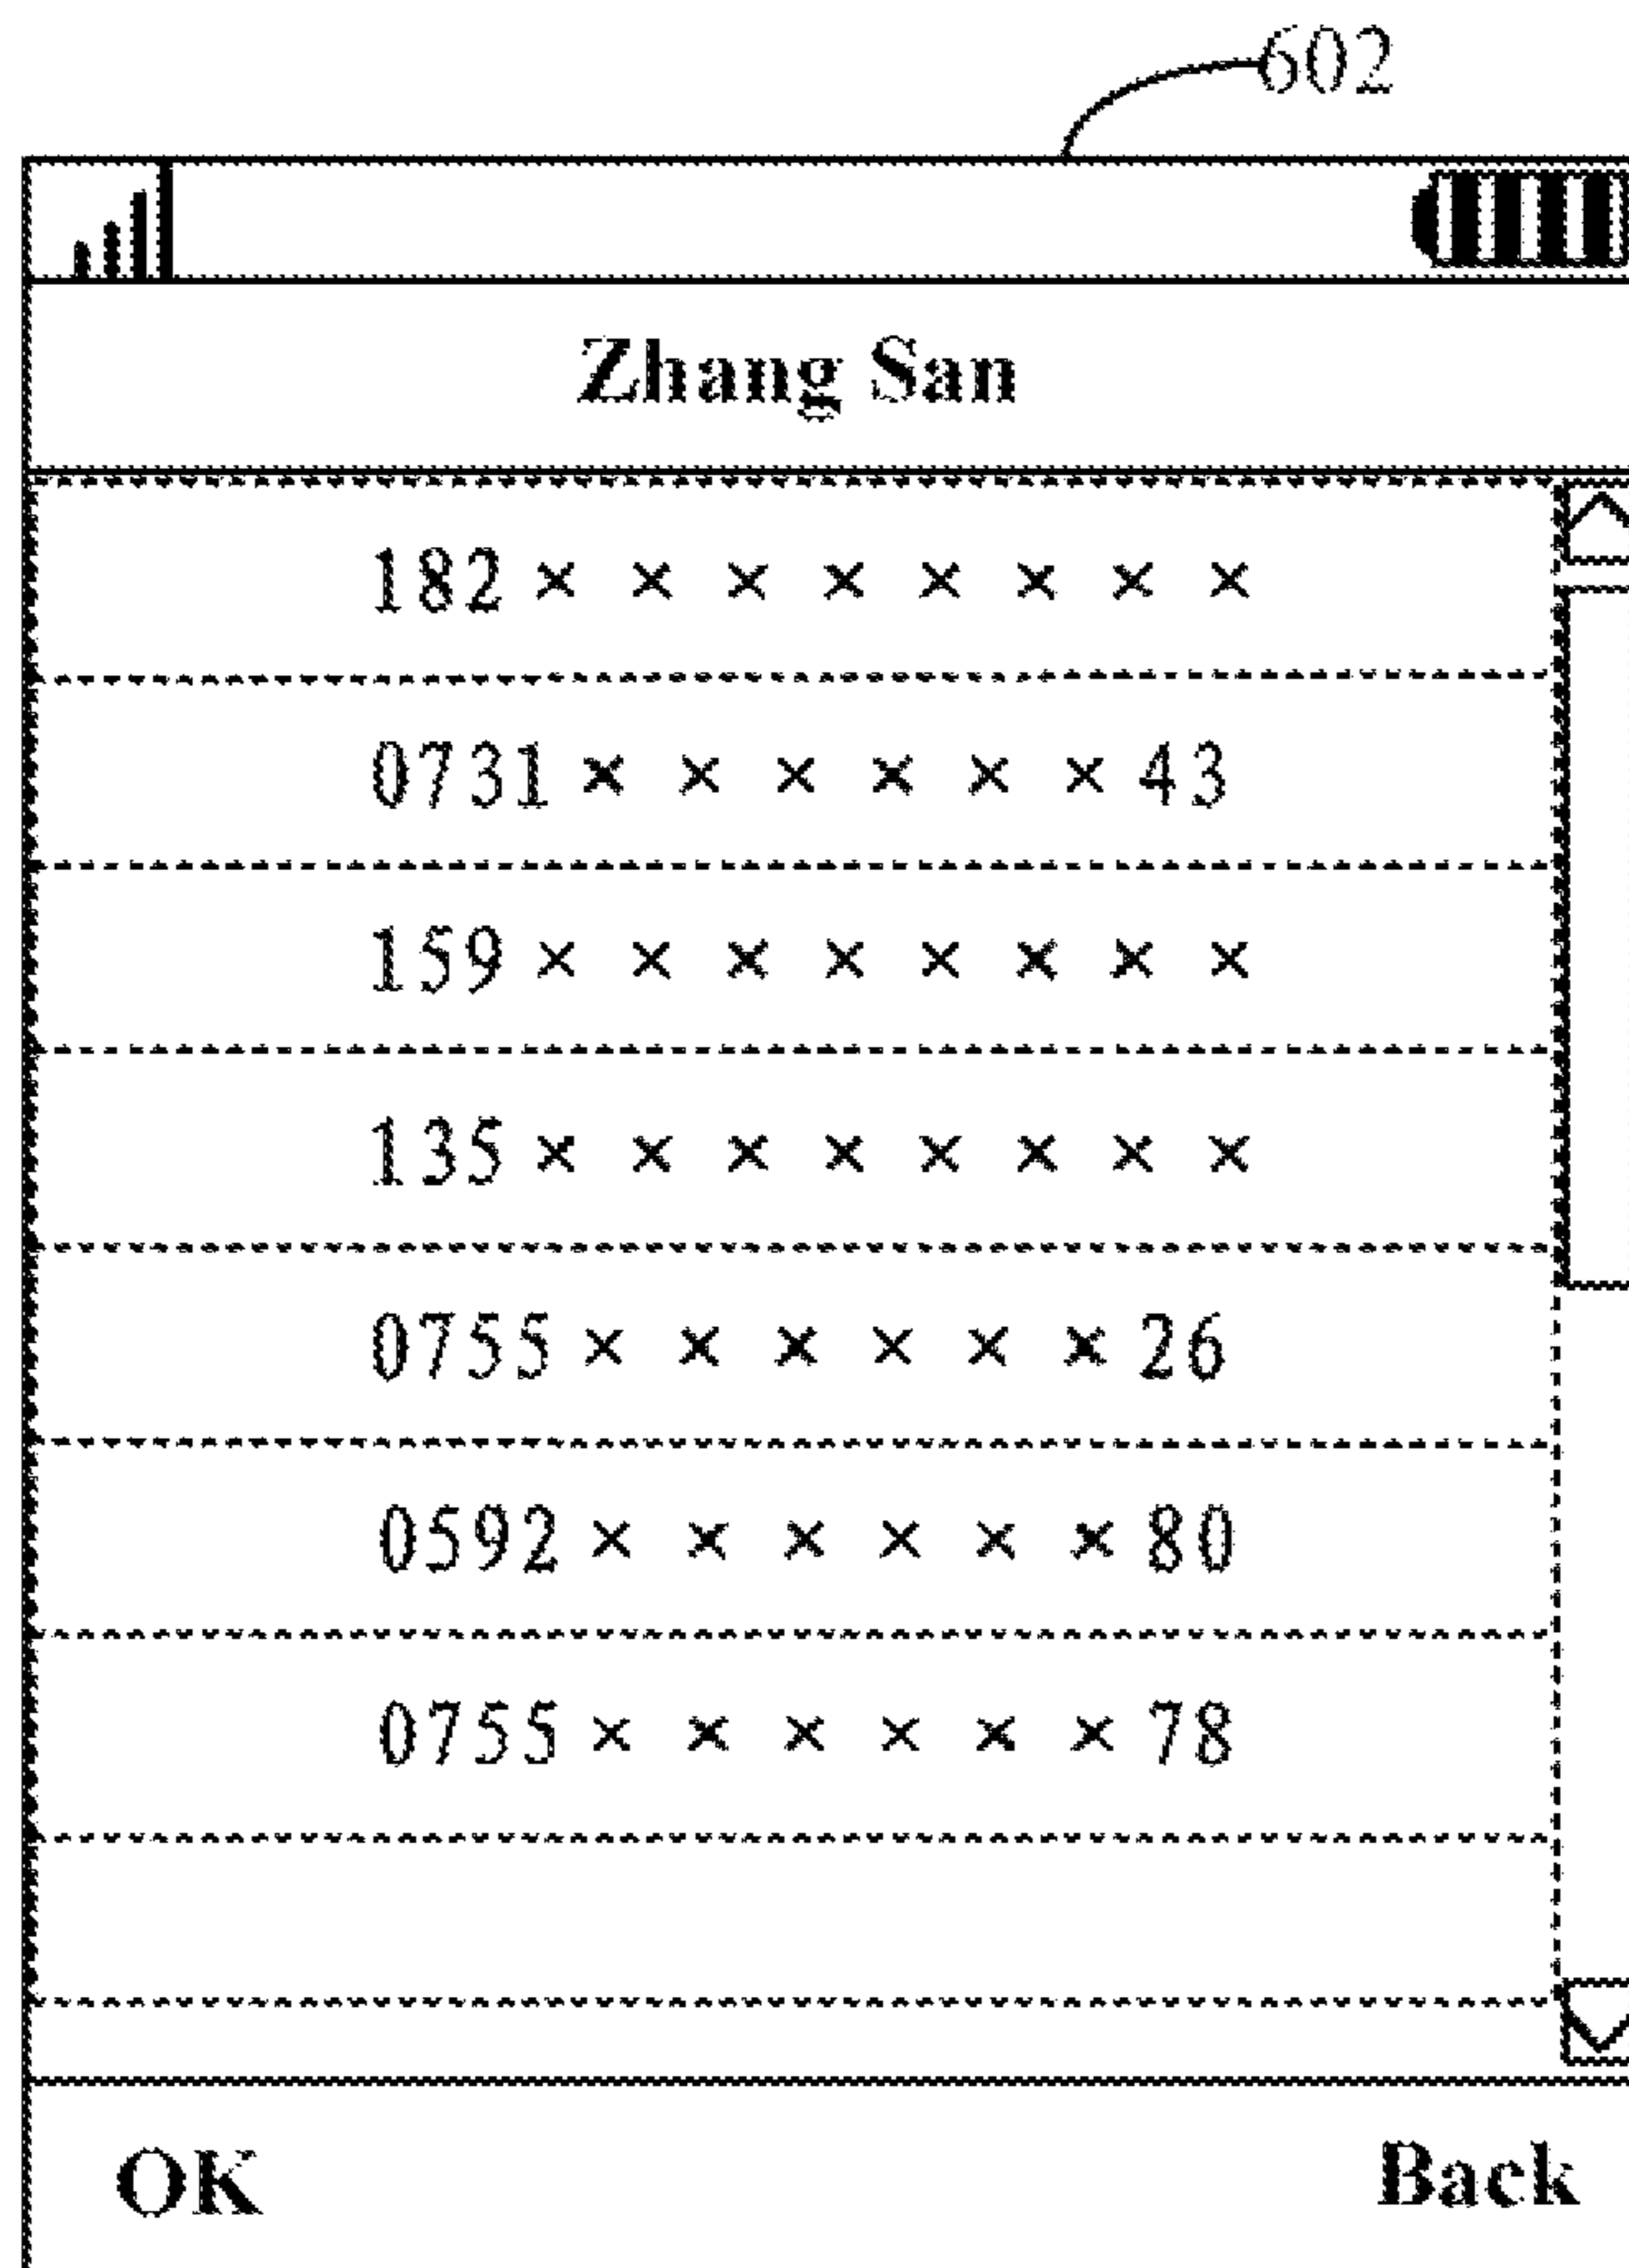 602
Zhang San
182× × × × × × × ×
0731× × × × × ×43
159× × × × × × × ×
135× × × × × × × ×
0755× × × × × ×26
0592× × × × × ×80
0755× × × × × ×78
OK Back